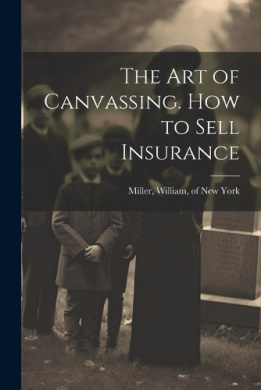 The Art of
Canvassing. How
to Sell
Insurance
Miller, William, of New York